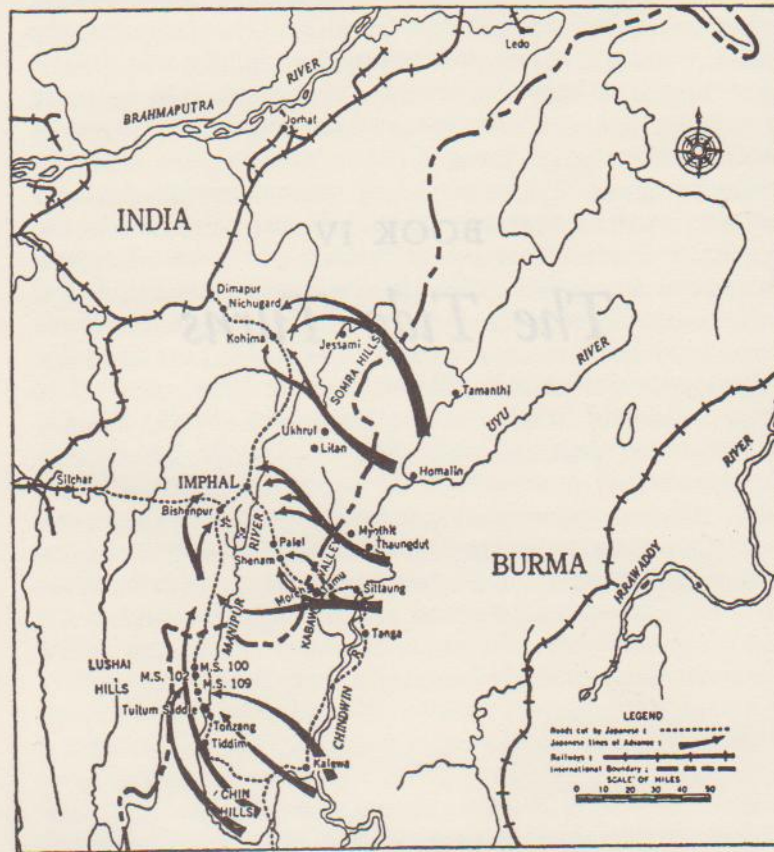 Ledo
BRAHMAPUTRA RIVER
Jorhat
INDIA
BOOK IV
The Tide Turns
Dimapur
Nichugard
Kohima
Jessami
SOMRA HILLS
Tamanthi
UYU RIVER
Ukhrul
Litan
Homalin
RIVER
Silchar
IMPHAL
Bishenpur
RIVER
Palel
Myothit
Thaungdut
Shenam
VALLEY
BURMA
IRRAWADDY
Tamu
Sittaung
KABAW
MANIPUR
Tanga
LUSHAI
HILLS
M.S. 100
M.S. 102
M.S. 109
CHINDWIN R.
Tuitum Saddle
Tonzang
Tiddim
Kalewa
CHIN
HILLS
LEGEND
Roads cut by Japanese :
Japanese lines of Advance :
Railways :
International Boundary :
SCALE OF MILES
0 10 20 30 40 50